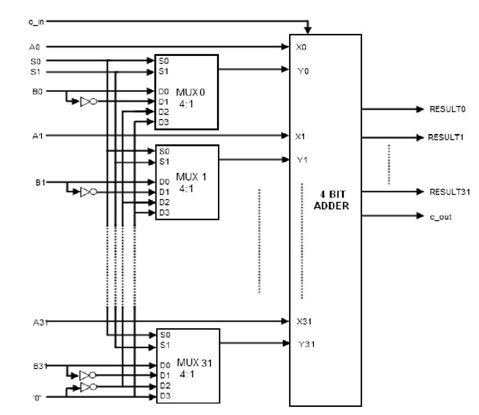 c_in
A0
X0
S0
S0
S1
S1
Y0
MUX 0
4:1
B0
D0
D1
D2
D3
RESULT0
A1
X1
RESULT1
S0
S1
Y1
MUX 1
4:1
B1
D0
D1
D2
D3
4 BIT
ADDER
RESULT31
c_out
A31
X31
S0
S1
Y31
MUX 31
4:1
B31
D0
D1
D2
'0'
D3